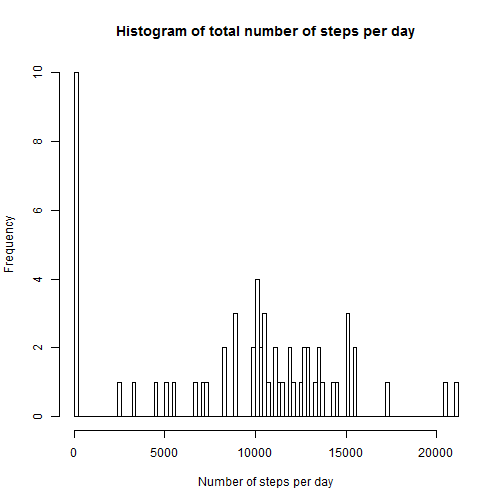 Histogram of total number of steps per day
Frequency
10
8
6
4
2
0
0 5000 10000 15000 20000
Number of steps per day